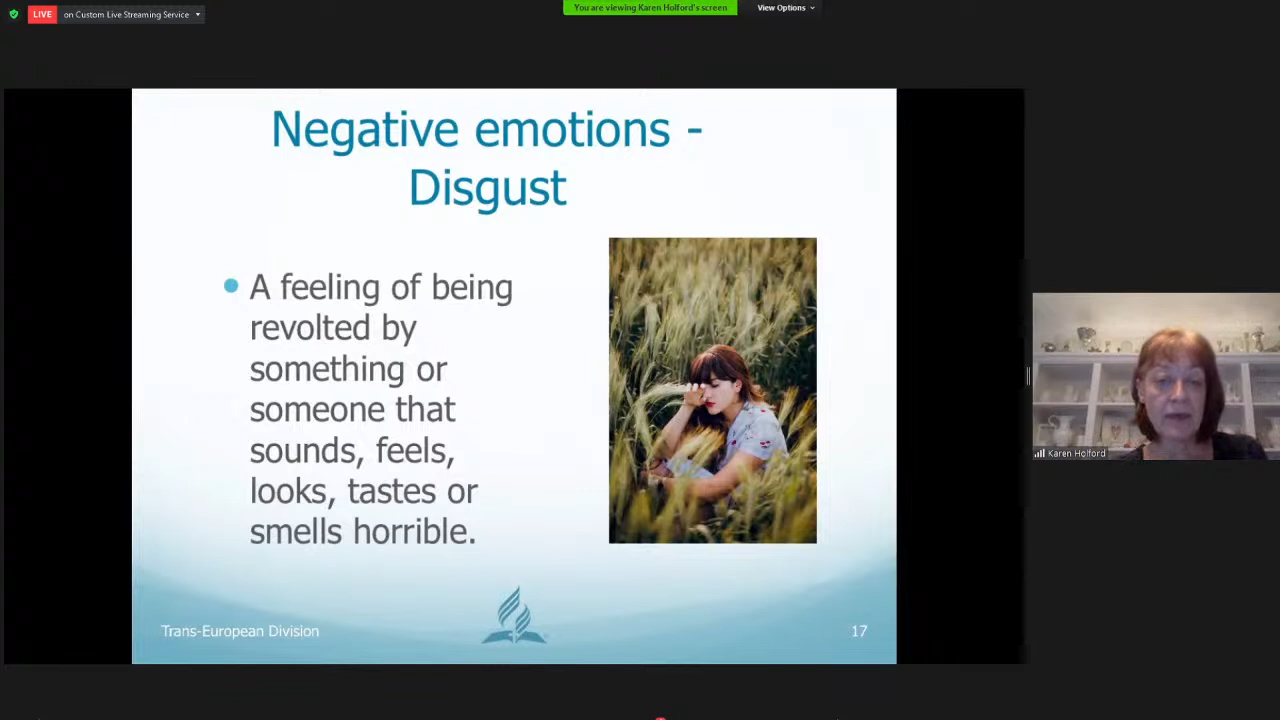 LIVE on Custom Live Streaming Service
You are viewing Karen Holford's screen
View Options
Negative emotions -
Disgust
A feeling of being
revolted by
something or
someone that
sounds, feels,
looks, tastes or
smells horrible.
Karen Holford
Trans-European Division
17